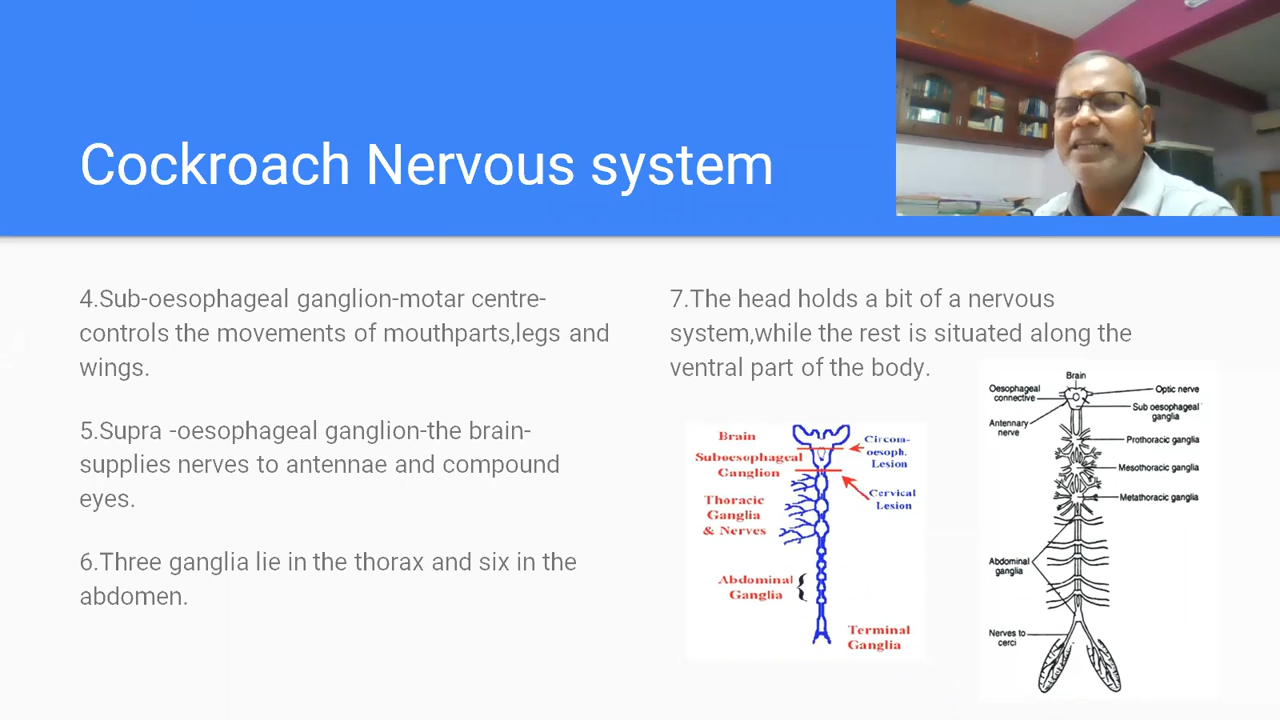 Cockroach Nervous system
4.Sub-oesophageal ganglion-motar centre-
controls the movements of mouthparts,legs and
wings.
5.Supra -oesophageal ganglion-the brain-
supplies nerves to antennae and compound
eyes.
6.Three ganglia lie in the thorax and six in the
abdomen.
7.The head holds a bit of a nervous
system,while the rest is situated along the
ventral part of the body.
Brain
Suboesophageal
Ganglion
Thoracic
Ganglia
& Nerves
Abdominal
Ganglia
Circom-
oesoph.
Lesion
Cervical
Lesion
Terminal
Ganglia
Brain
Oesophageal
connective
Antennary
nerve
Optic nerve
Sub oesophageal
ganglia
Prothoracic ganglia
Mesothoracic ganglia
Metathoracic ganglia
Abdominal
ganglia
Nerves to
cerci